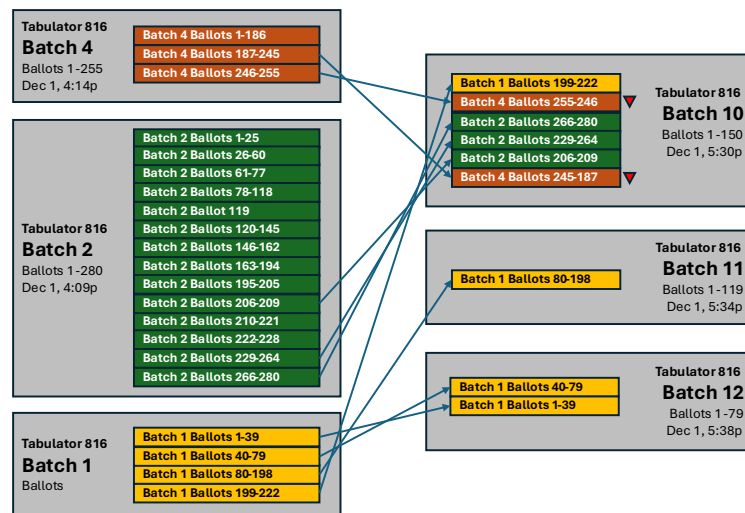 Tabulator 816
Batch 4
Ballots 1-255
Dec 1, 4:14p
Batch 4 Ballots 1-186
Batch 4 Ballots 187-245
Batch 4 Ballots 246-255
Tabulator 816
Batch 2
Ballots 1-280
Dec 1, 4:09p
Batch 2 Ballots 1-25
Batch 2 Ballots 26-60
Batch 2 Ballots 61-77
Batch 2 Ballots 78-118
Batch 2 Ballot 119
Batch 2 Ballots 120-145
Batch 2 Ballots 146-162
Batch 2 Ballots 163-194
Batch 2 Ballots 195-205
Batch 2 Ballots 206-209
Batch 2 Ballots 210-221
Batch 2 Ballots 222-228
Batch 2 Ballots 229-264
Batch 2 Ballots 266-280
Tabulator 816
Batch 1
Ballots
Batch 1 Ballots 1-39
Batch 1 Ballots 40-79
Batch 1 Ballots 80-198
Batch 1 Ballots 199-222
Batch 1 Ballots 199-222
Batch 4 Ballots 255-246
Batch 2 Ballots 266-280
Batch 2 Ballots 229-264
Batch 2 Ballots 206-209
Batch 4 Ballots 245-187
Tabulator 816
Batch 10
Ballots 1-150
Dec 1, 5:30p
Batch 1 Ballots 80-198
Tabulator 816
Batch 11
Ballots 1-119
Dec 1, 5:34p
Batch 1 Ballots 40-79
Batch 1 Ballots 1-39
Tabulator 816
Batch 12
Ballots 1-79
Dec 1, 5:38p